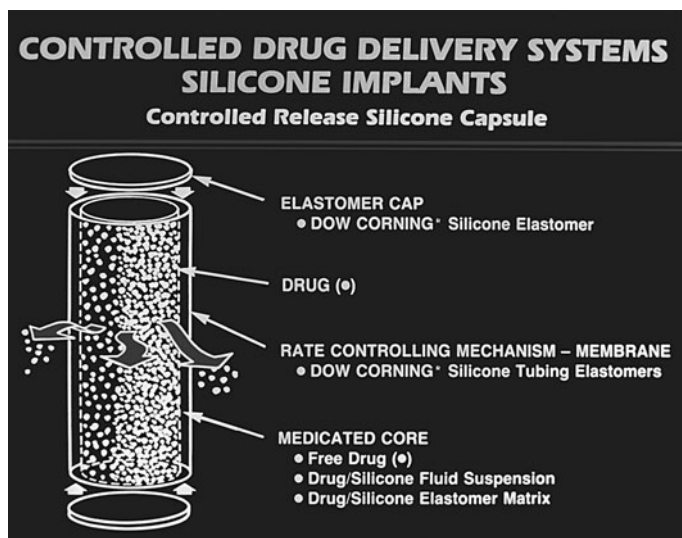 CONTROLLED DRUG DELIVERY SYSTEMS
SILICONE IMPLANTS
Controlled Release Silicone Capsule
ELASTOMER CAP
● DOW CORNING* Silicone Elastomer
DRUG (●)
RATE CONTROLLING MECHANISM – MEMBRANE
● DOW CORNING* Silicone Tubing Elastomers
MEDICATED CORE
● Free Drug (●)
● Drug/Silicone Fluid Suspension
● Drug/Silicone Elastomer Matrix